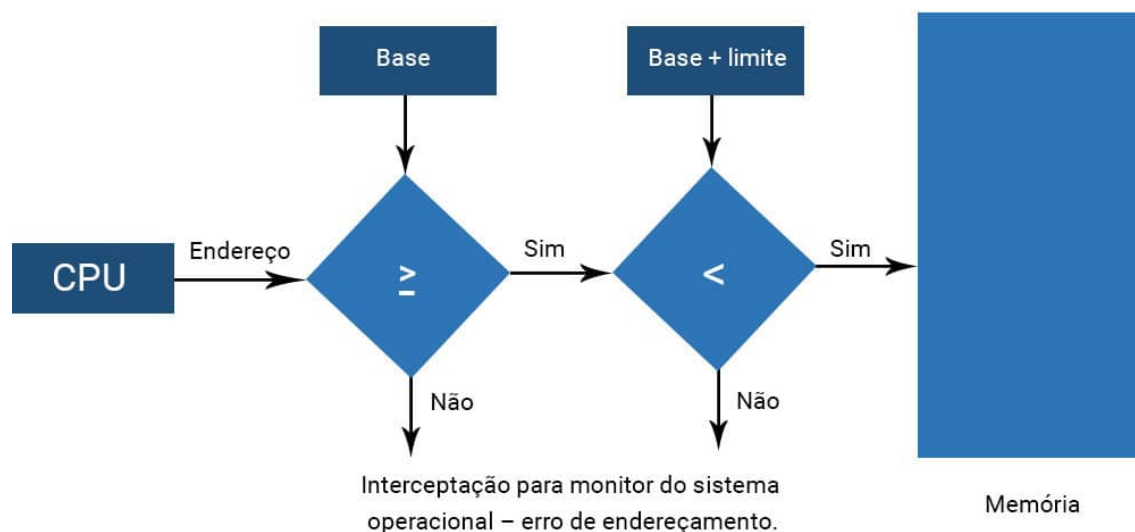 Base
Base + limite
CPU
Endereço
≥
Sim
<
Sim
Não
Não
Interceptação para monitor do sistema
operacional – erro de endereçamento.
Memória